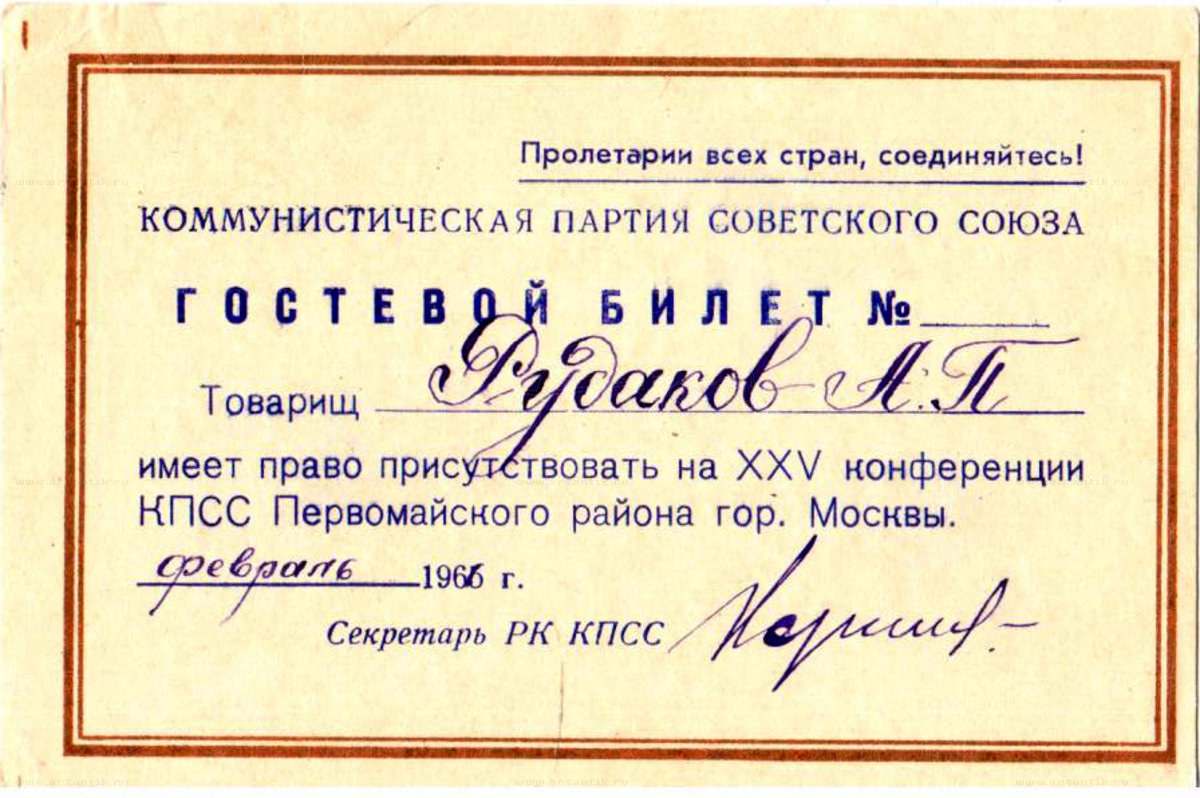 Пролетарии всех стран, соединяйтесь!
КОММУНИСТИЧЕСКАЯ ПАРТИЯ СОВЕТСКОГО СОЮЗА
ГОСТЕВОЙ БИЛЕТ №
Товарищ Рудаков А.П
имеет право присутствовать на XXV конференции
КПСС Первомайского района гор. Москвы.
февраль 1966 г.
Секретарь РК КПСС